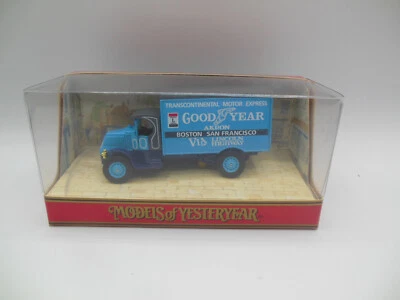 TRANSCONTINENTAL MOTOR EXPRESS
GOOD YEAR
AKRON
BOSTON SAN FRANCISCO
VIA LINCOLN HIGHWAY
MODELS of YESTERYEAR